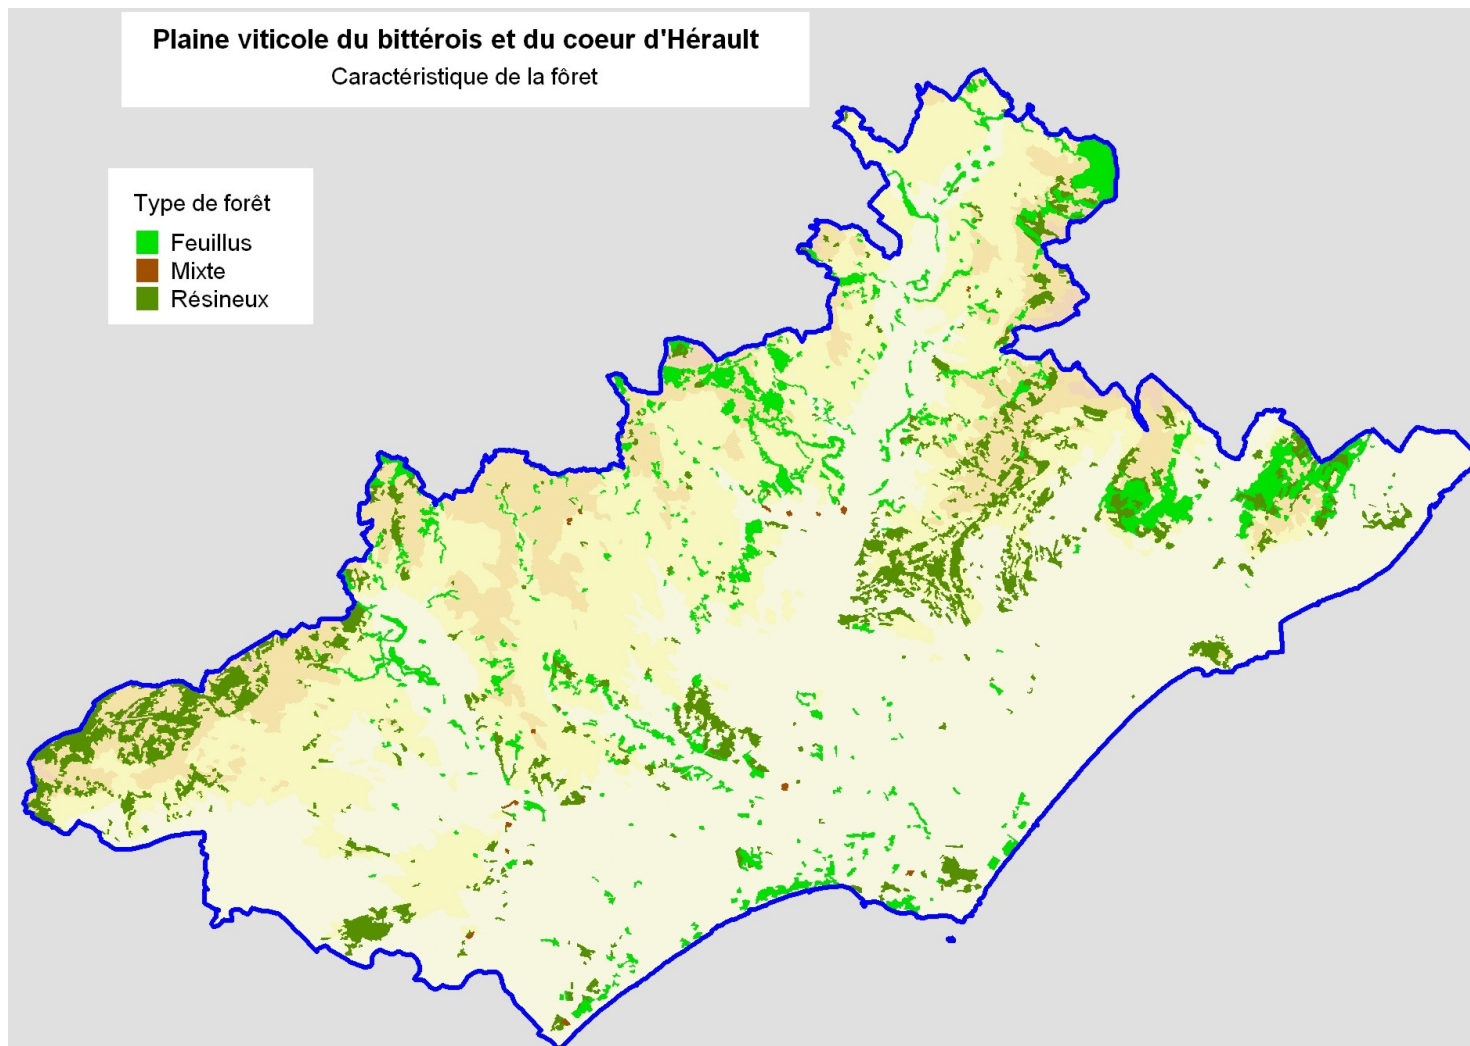 Plaine viticole du bittérois et du coeur d'Hérault
Caractéristique de la fôret
Type de forêt
Feuillus
Mixte
Résineux